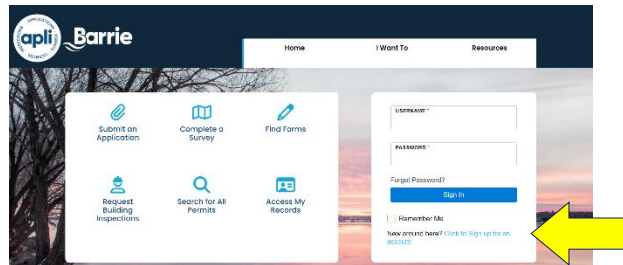 apli
Barrie
Home
I Want To
Resources
Submit an
Application
Complete a
Survey
Find Forms
Request
Building
Inspections
Search for All
Permits
Access My
Records
USERNAME *
PASSWORD *
Forgot Password?
Sign In
Remember Me
New around here? Click to Sign up for an
account